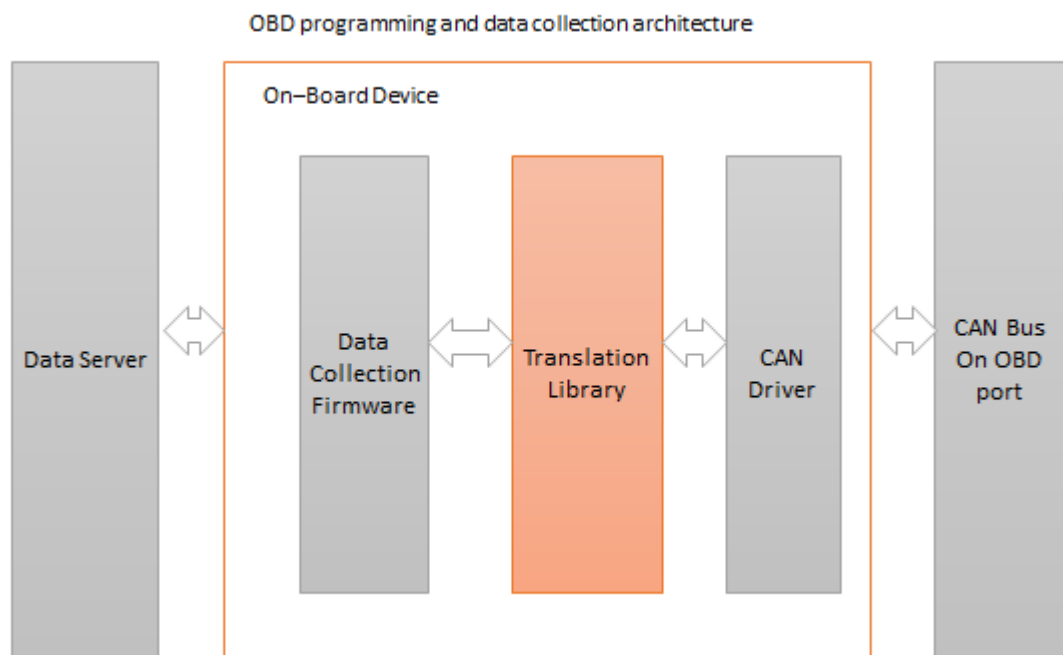 OBD programming and data collection architecture
On–Board Device
Data Server
Data
Collection
Firmware
Translation
Library
CAN
Driver
CAN Bus
On OBD
port